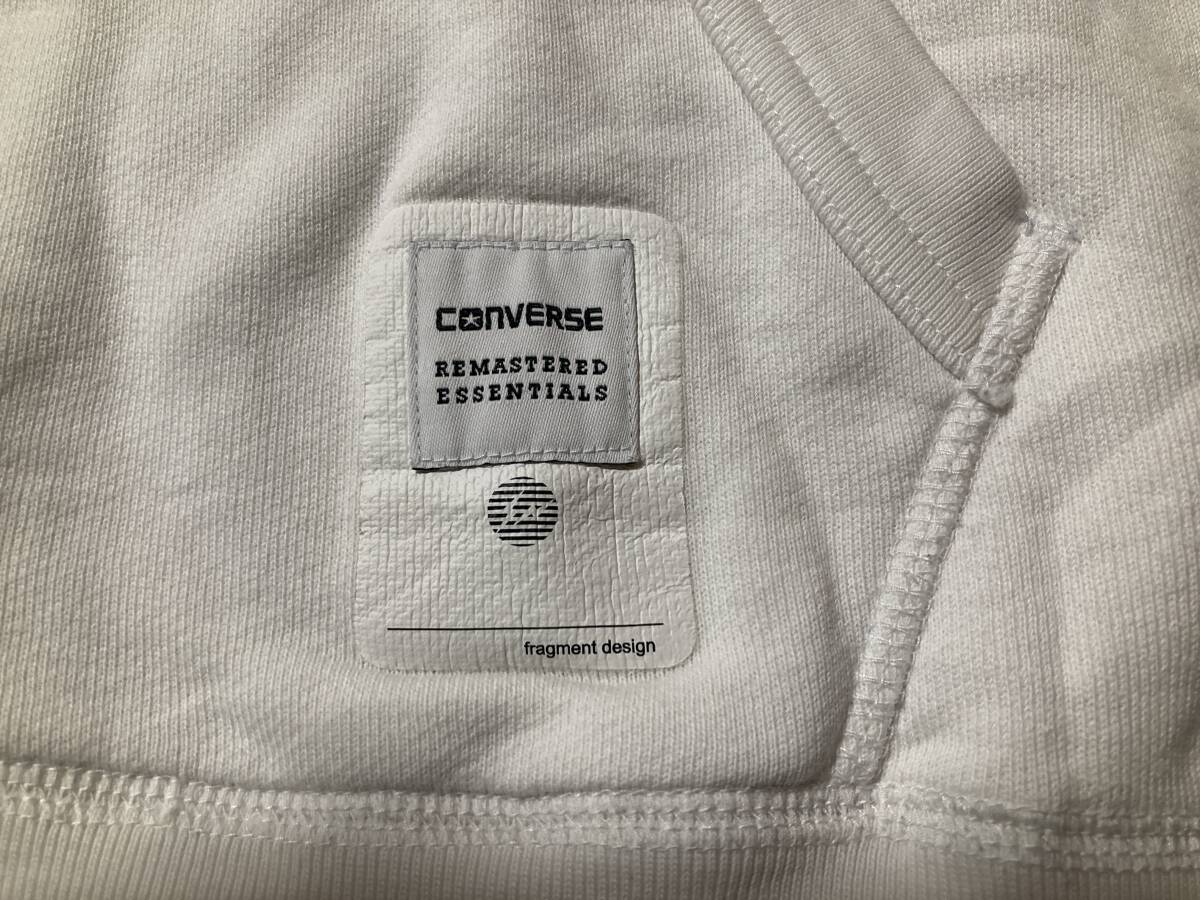 CONVERSE
REMASTERED
ESSENTIALS
fragment design